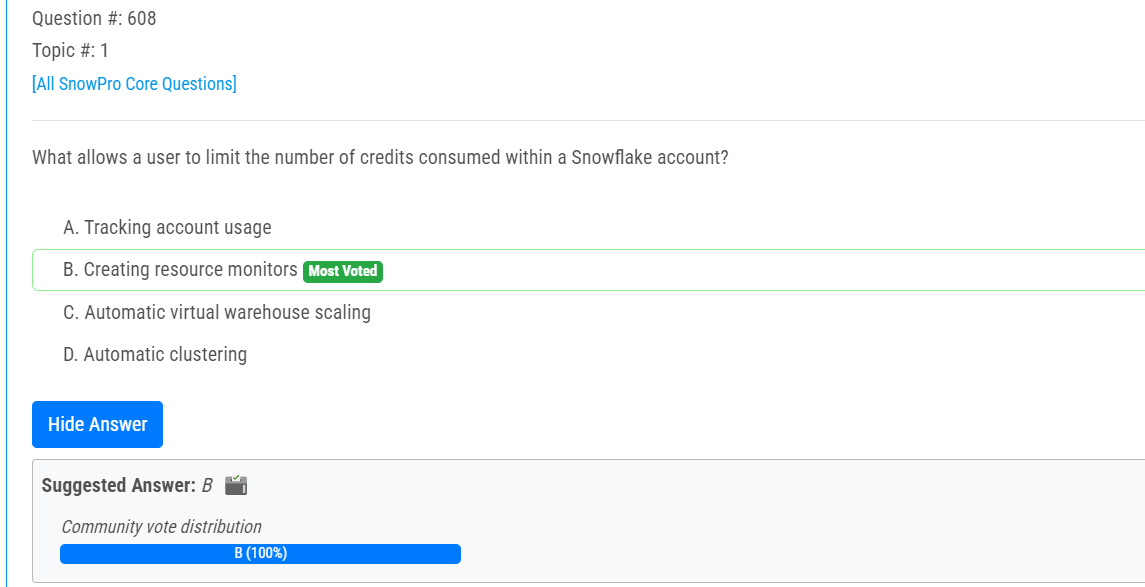 Question #: 608
Topic #: 1
[All SnowPro Core Questions]
What allows a user to limit the number of credits consumed within a Snowflake account?
A. Tracking account usage
B. Creating resource monitors Most Voted
C. Automatic virtual warehouse scaling
D. Automatic clustering
Hide Answer
Suggested Answer: B
Community vote distribution
B (100%)